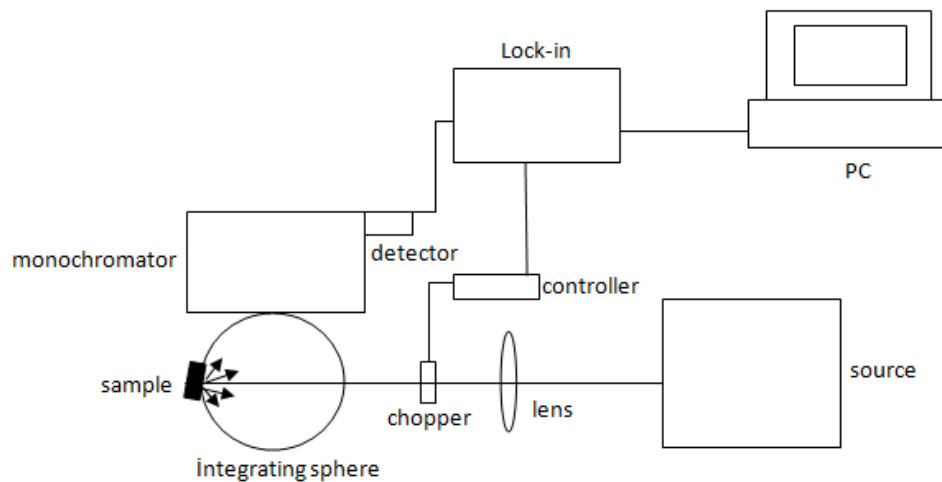 Lock-in
PC
detector
monochromator
controller
sample
source
chopper
lens
İntegrating sphere